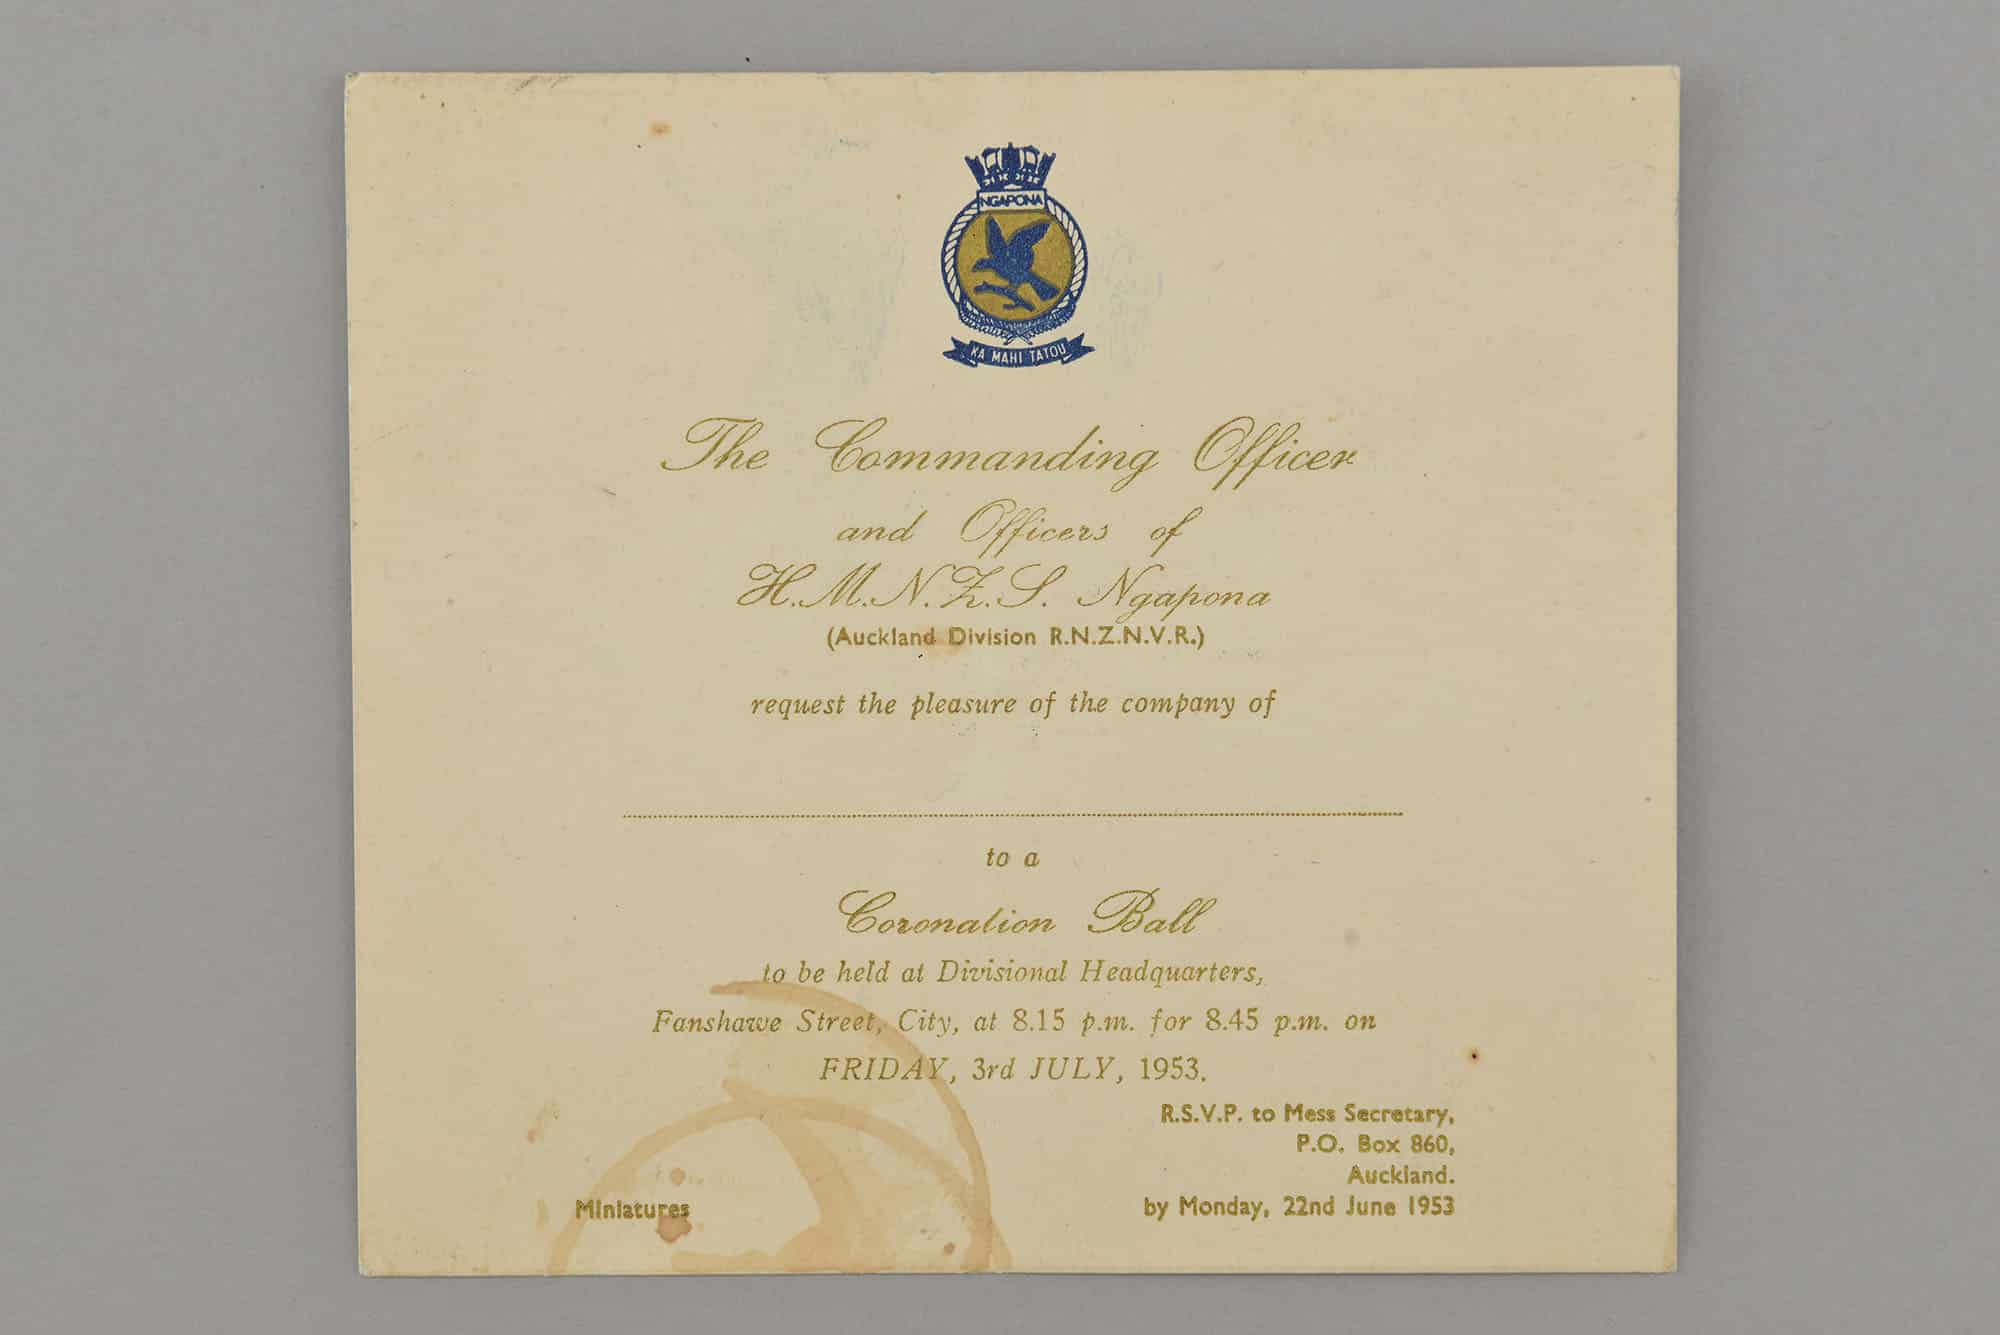 NGAPONA
KA MAHI TATOU
The Commanding Officer
and Officers of
H.M.N.Z.S. Ngapona
(Auckland Division R.N.Z.N.V.R.)
request the pleasure of the company of
to a
Coronation Ball
to be held at Divisional Headquarters,
Fanshawe Street, City, at 8.15 p.m. for 8.45 p.m. on
FRIDAY, 3rd JULY, 1953.
R.S.V.P. to Mess Secretary,
P.O. Box 860,
Auckland.
Miniatures
by Monday, 22nd June 1953